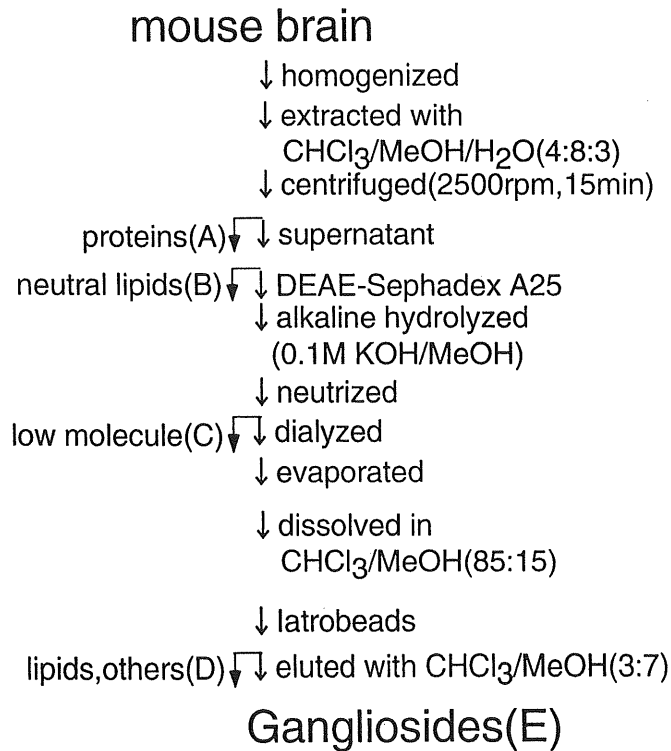 mouse brain
↓ homogenized
↓ extracted with
CHCl3/MeOH/H2O(4:8:3)
↓ centrifuged(2500rpm,15min)
proteins(A) ↓ supernatant
neutral lipids(B) ↓ DEAE-Sephadex A25
↓ alkaline hydrolyzed
(0.1M KOH/MeOH)
↓ neutrized
low molecule(C) ↓ dialyzed
↓ evaporated
↓ dissolved in
CHCl3/MeOH(85:15)
↓ Iatrobeads
lipids,others(D) ↓ eluted with CHCl3/MeOH(3:7)
Gangliosides(E)